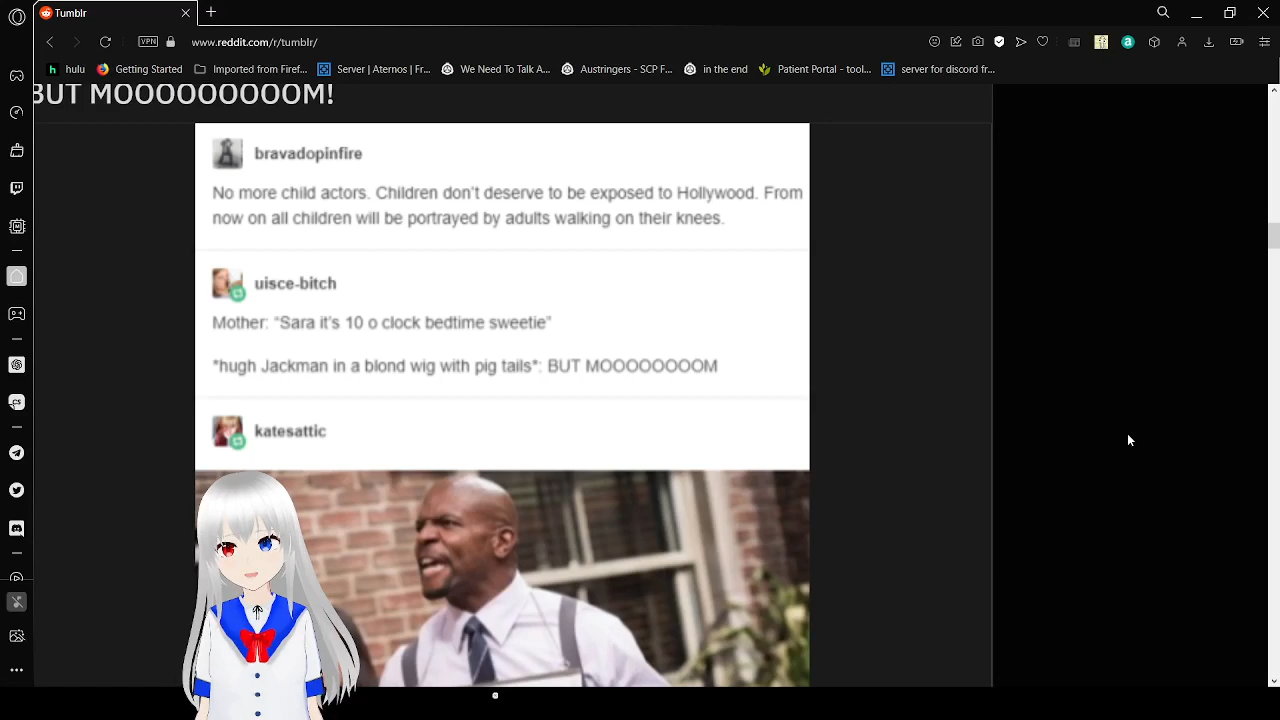 Tumblr
VPN
www.reddit.com/r/tumblr/
hulu
Getting Started
Imported from Firef...
Server | Aternos | Fr...
We Need To Talk A...
Austringers - SCP F...
in the end
Patient Portal - tool...
server for discord fr...
BUT MOOOOOOOOOM!
bravadopinfire
No more child actors. Children don't deserve to be exposed to Hollywood. From
now on all children will be portrayed by adults walking on their knees.
uisce-bitch
Mother: “Sara it's 10 o clock bedtime sweetie”
*hugh Jackman in a blond wig with pig tails*: BUT MOOOOOOOOM
katesattic